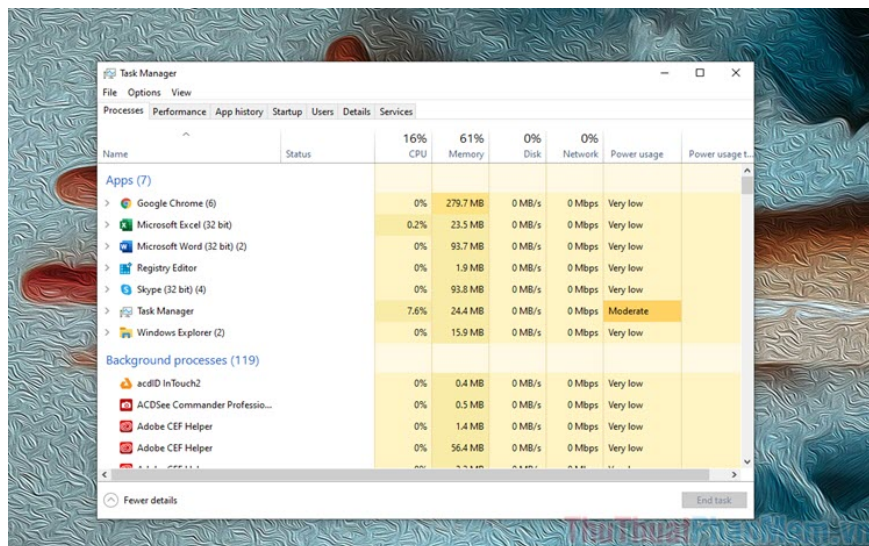 Task Manager
File Options View
Processes Performance App history Startup Users Details Services
16% 61% 0% 0%
Name Status CPU Memory Disk Network Power usage Power usage t...
Apps (7)
Google Chrome (6) 0% 279.7 MB 0 MB/s 0 Mbps Very low
Microsoft Excel (32 bit) 0.2% 23.5 MB 0 MB/s 0 Mbps Very low
Microsoft Word (32 bit) (2) 0% 93.7 MB 0 MB/s 0 Mbps Very low
Registry Editor 0% 1.9 MB 0 MB/s 0 Mbps Very low
Skype (32 bit) (4) 0% 93.8 MB 0 MB/s 0 Mbps Very low
Task Manager 7.6% 24.4 MB 0 MB/s 0 Mbps Moderate
Windows Explorer (2) 0% 15.9 MB 0 MB/s 0 Mbps Very low
Background processes (119)
acdID InTouch2 0% 0.4 MB 0 MB/s 0 Mbps Very low
ACDSee Commander Professio... 0% 0.5 MB 0 MB/s 0 Mbps Very low
Adobe CEF Helper 0% 1.4 MB 0 MB/s 0 Mbps Very low
Adobe CEF Helper 0% 56.4 MB 0 MB/s 0 Mbps Very low
Fewer details End task
ThuThuatPhanMem.vn